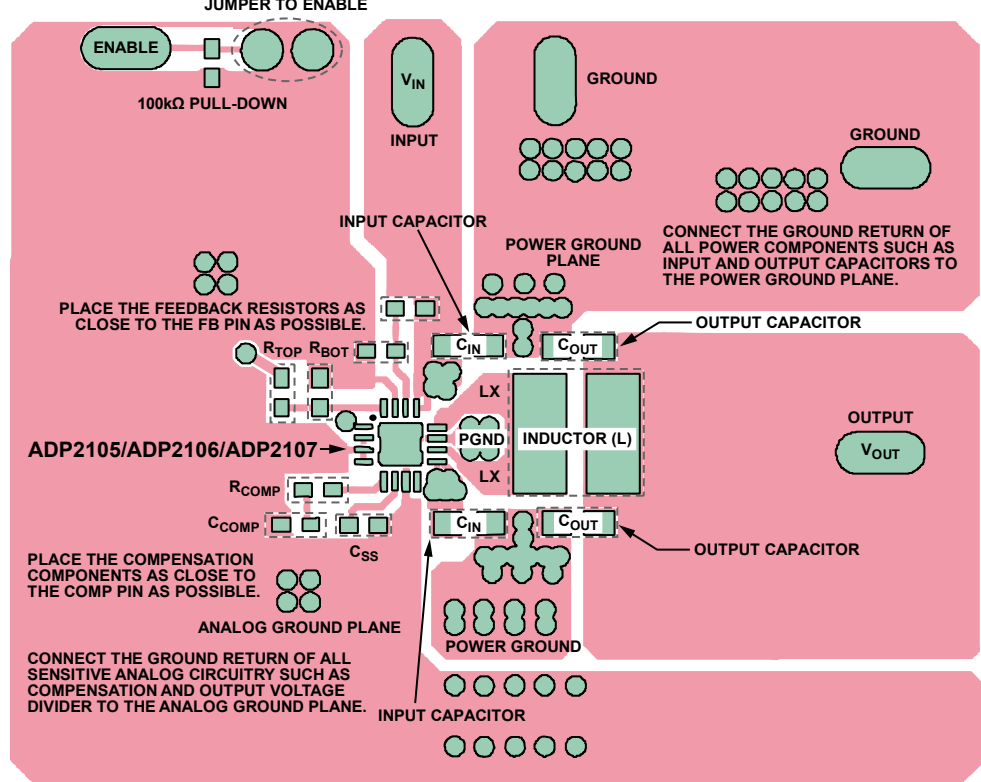 JUMPER TO ENABLE
ENABLE
100kΩ PULL-DOWN
VIN
INPUT
GROUND
GROUND
CONNECT THE GROUND RETURN OF
ALL POWER COMPONENTS SUCH AS
INPUT AND OUTPUT CAPACITORS TO
THE POWER GROUND PLANE.
INPUT CAPACITOR
POWER GROUND
PLANE
PLACE THE FEEDBACK RESISTORS AS
CLOSE TO THE FB PIN AS POSSIBLE.
OUTPUT CAPACITOR
RTOP
RBOT
CIN
COUT
LX
PGND
LX
INDUCTOR (L)
OUTPUT
VOUT
ADP2105/ADP2106/ADP2107
RCOMP
CCOMP
CSS
CIN
COUT
OUTPUT CAPACITOR
PLACE THE COMPENSATION
COMPONENTS AS CLOSE TO
THE COMP PIN AS POSSIBLE.
ANALOG GROUND PLANE
POWER GROUND
CONNECT THE GROUND RETURN OF ALL
SENSITIVE ANALOG CIRCUITRY SUCH AS
COMPENSATION AND OUTPUT VOLTAGE
DIVIDER TO THE ANALOG GROUND PLANE.
INPUT CAPACITOR